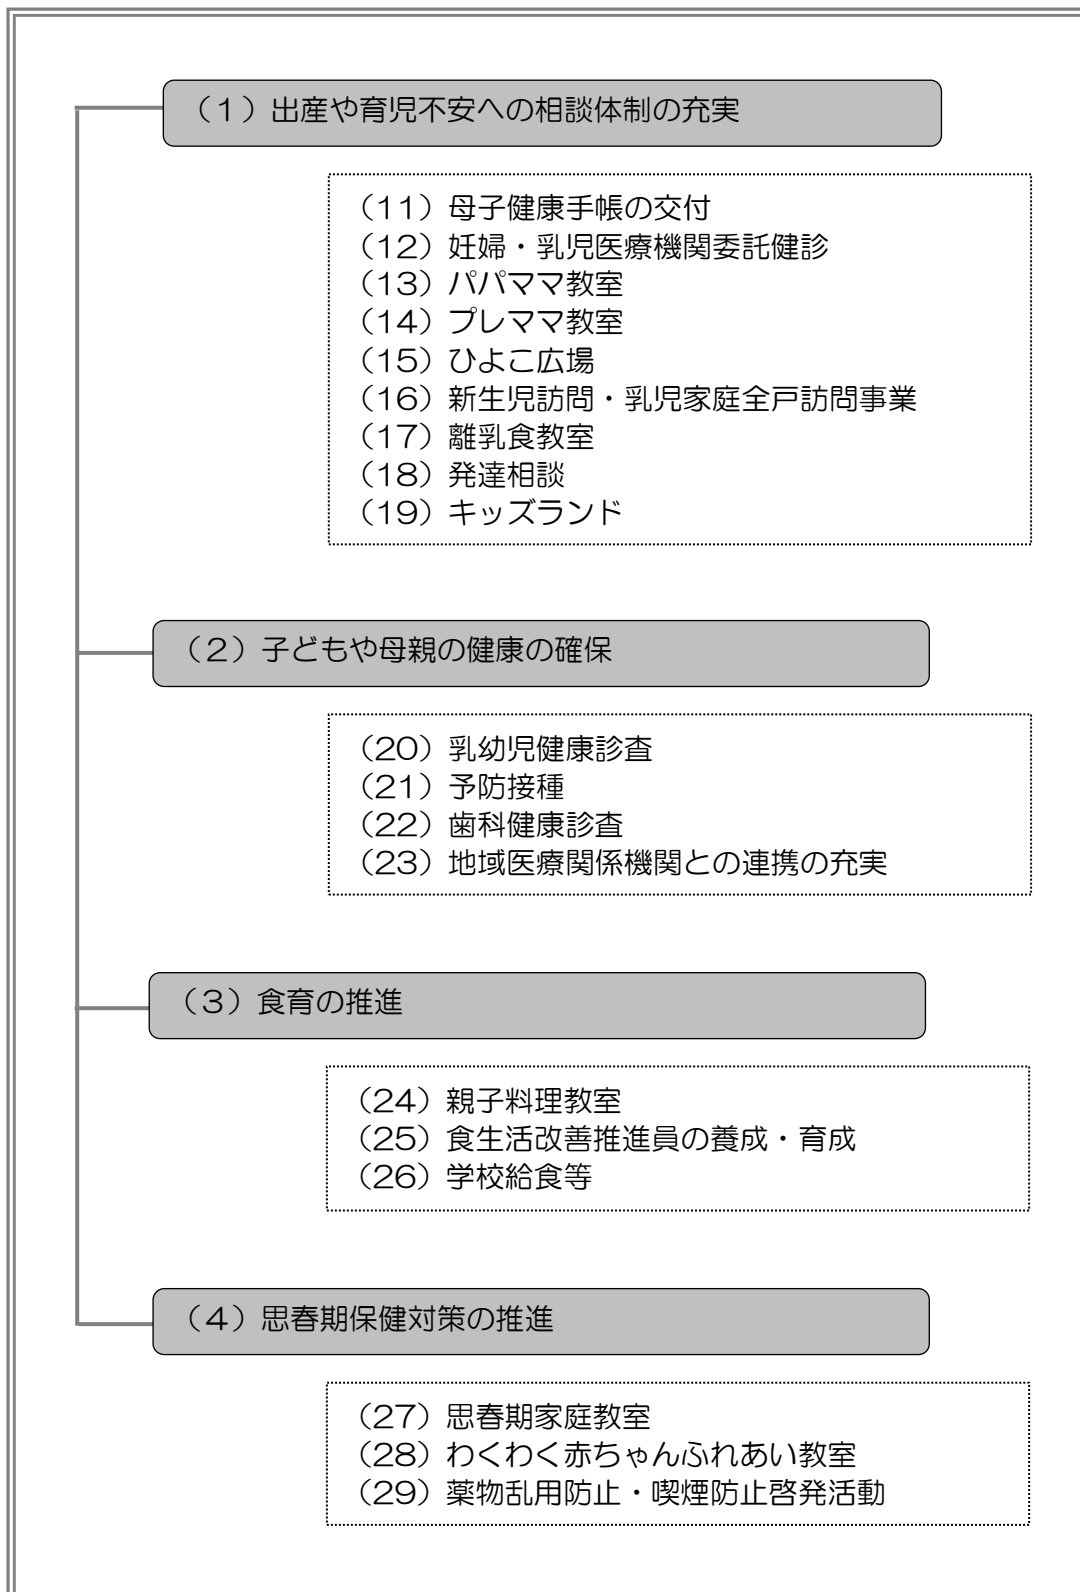 （1）出産や育児不安への相談体制の充実
（11）母子健康手帳の交付
（12）妊婦・乳児医療機関委託健診
（13）パパママ教室
（14）プレママ教室
（15）ひよこ広場
（16）新生児訪問・乳児家庭全戸訪問事業
（17）離乳食教室
（18）発達相談
（19）キッズランド
（2）子どもや母親の健康の確保
（20）乳幼児健康診査
（21）予防接種
（22）歯科健康診査
（23）地域医療関係機関との連携の充実
（3）食育の推進
（24）親子料理教室
（25）食生活改善推進員の養成・育成
（26）学校給食等
（4）思春期保健対策の推進
（27）思春期家庭教室
（28）わくわく赤ちゃんふれあい教室
（29）薬物乱用防止・喫煙防止啓発活動